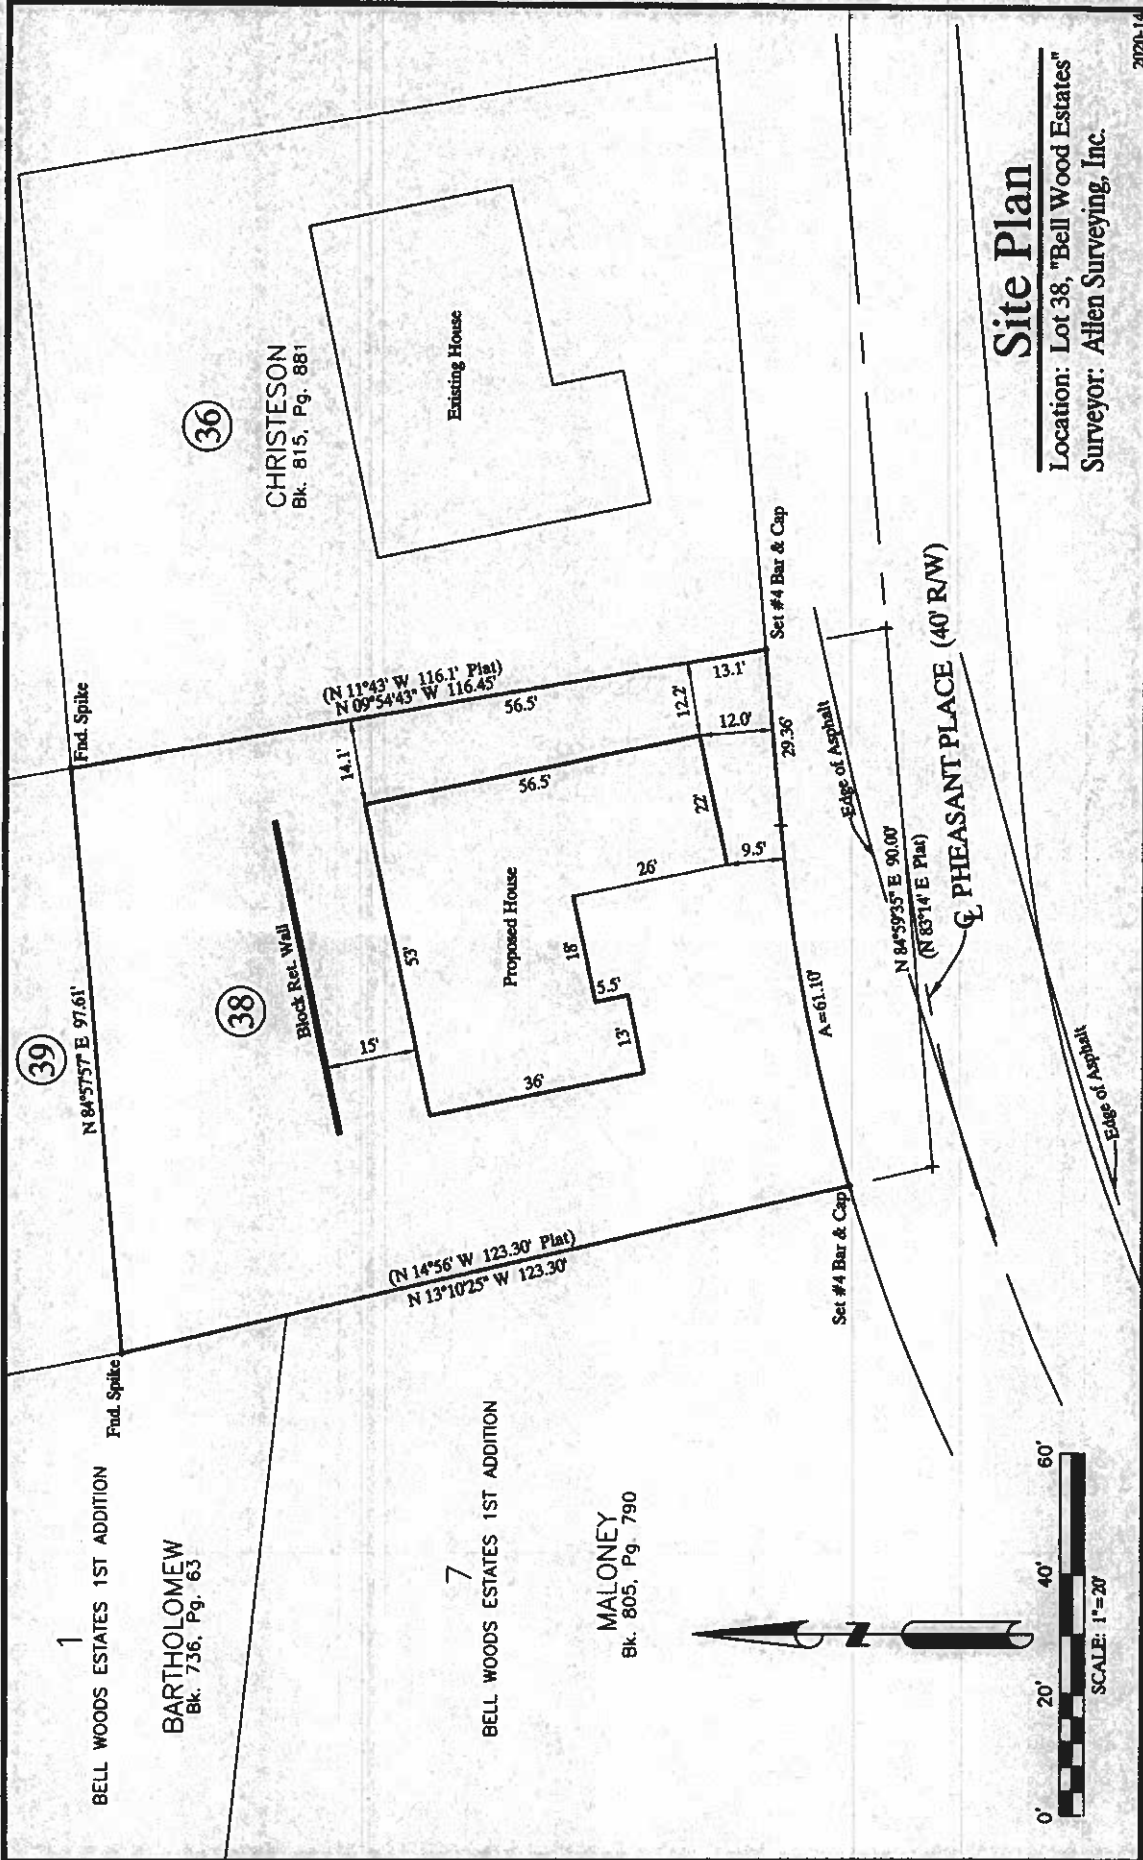 1
BELL WOODS ESTATES 1ST ADDITION
BARTHOLOMEW
Bk. 736, Pg. 63
Fnd. Spike
39
N 84°57'57" E 97.61'
Fnd. Spike
38
Block Ret. Wall
15'
36
CHRISTESON
Bk. 815, Pg. 881
Existing House
(N 11°43' W 116.1' Plat)
N 09°54'43" W 116.45'
56.5'
14.1'
53'
56.5'
Proposed House
36'
13'
5.5'
18'
26'
22'
12.2'
13.1'
12.0'
9.5'
29.36'
Set #4 Bar & Cap
(N 14°56' W 123.30' Plat)
N 13°10'25" W 123.30'
7
BELL WOODS ESTATES 1ST ADDITION
MALONEY
Bk. 805, Pg. 790
Set #4 Bar & Cap
A=61.10'
Edge of Asphalt
N 84°59'35" E 90.00'
(N 83°14' E Plat)
CL PHEASANT PLACE (40' R/W)
Edge of Asphalt
N
0' 20' 40' 60'
SCALE: 1"=20'
Site Plan
Location: Lot 38, "Bell Wood Estates"
Surveyor: Allen Surveying, Inc.